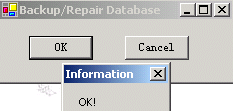 Backup/Repair Database
OK
Cancel
Information
OK!